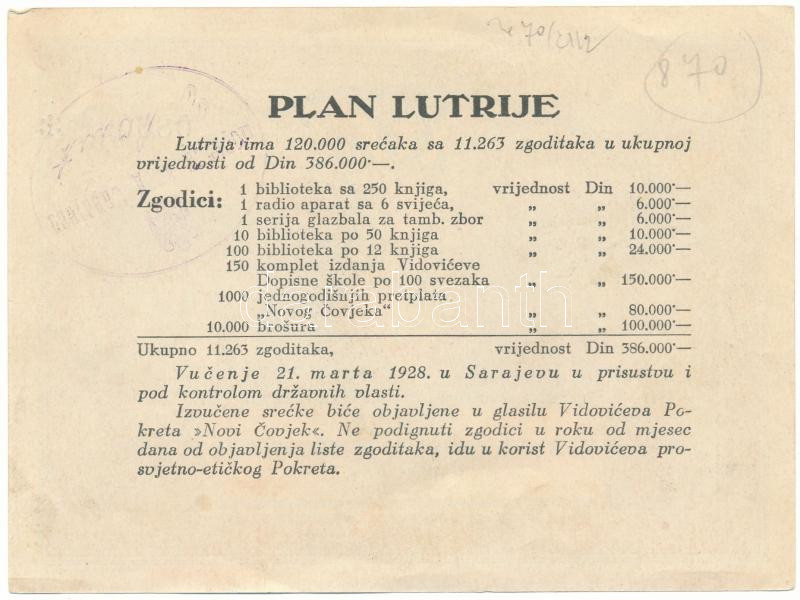 870
PLAN LUTRIJE
Lutrija ima 120.000 srećaka sa 11.263 zgoditaka u ukupnoj
vrijednosti od Din 386.000·—.
Zgodici: 1 biblioteka sa 250 knjiga, vrijednost Din 10.000·—
1 radio aparat sa 6 svijeća, „ „ 6.000·—
1 serija glazbala za tamb. zbor „ „ 6.000·—
10 biblioteka po 50 knjiga „ „ 10.000·—
100 biblioteka po 12 knjiga „ „ 24.000·—
150 komplet izdanja Vidovićeve
Dopisne škole po 100 svezaka „ „ 150.000·—
1000 jednogodišnjih pretplata
„Novog Čovjeka“ „ „ 80.000·—
10.000 brošura „ „ 100.000·—
Ukupno 11.263 zgoditaka, vrijednost Din 386.000·—
Vučenje 21. marta 1928. u Sarajevu u prisustvu i
pod kontrolom državnih vlasti.
Izvučene srećke biće objavljene u glasilu Vidovićeva Po-
kreta »Novi Čovjek«. Ne podignuti zgodici u roku od mjesec
dana od objavljenja liste zgoditaka, idu u korist Vidovićeva pro-
svjetno-etičkog Pokreta.
darabanth